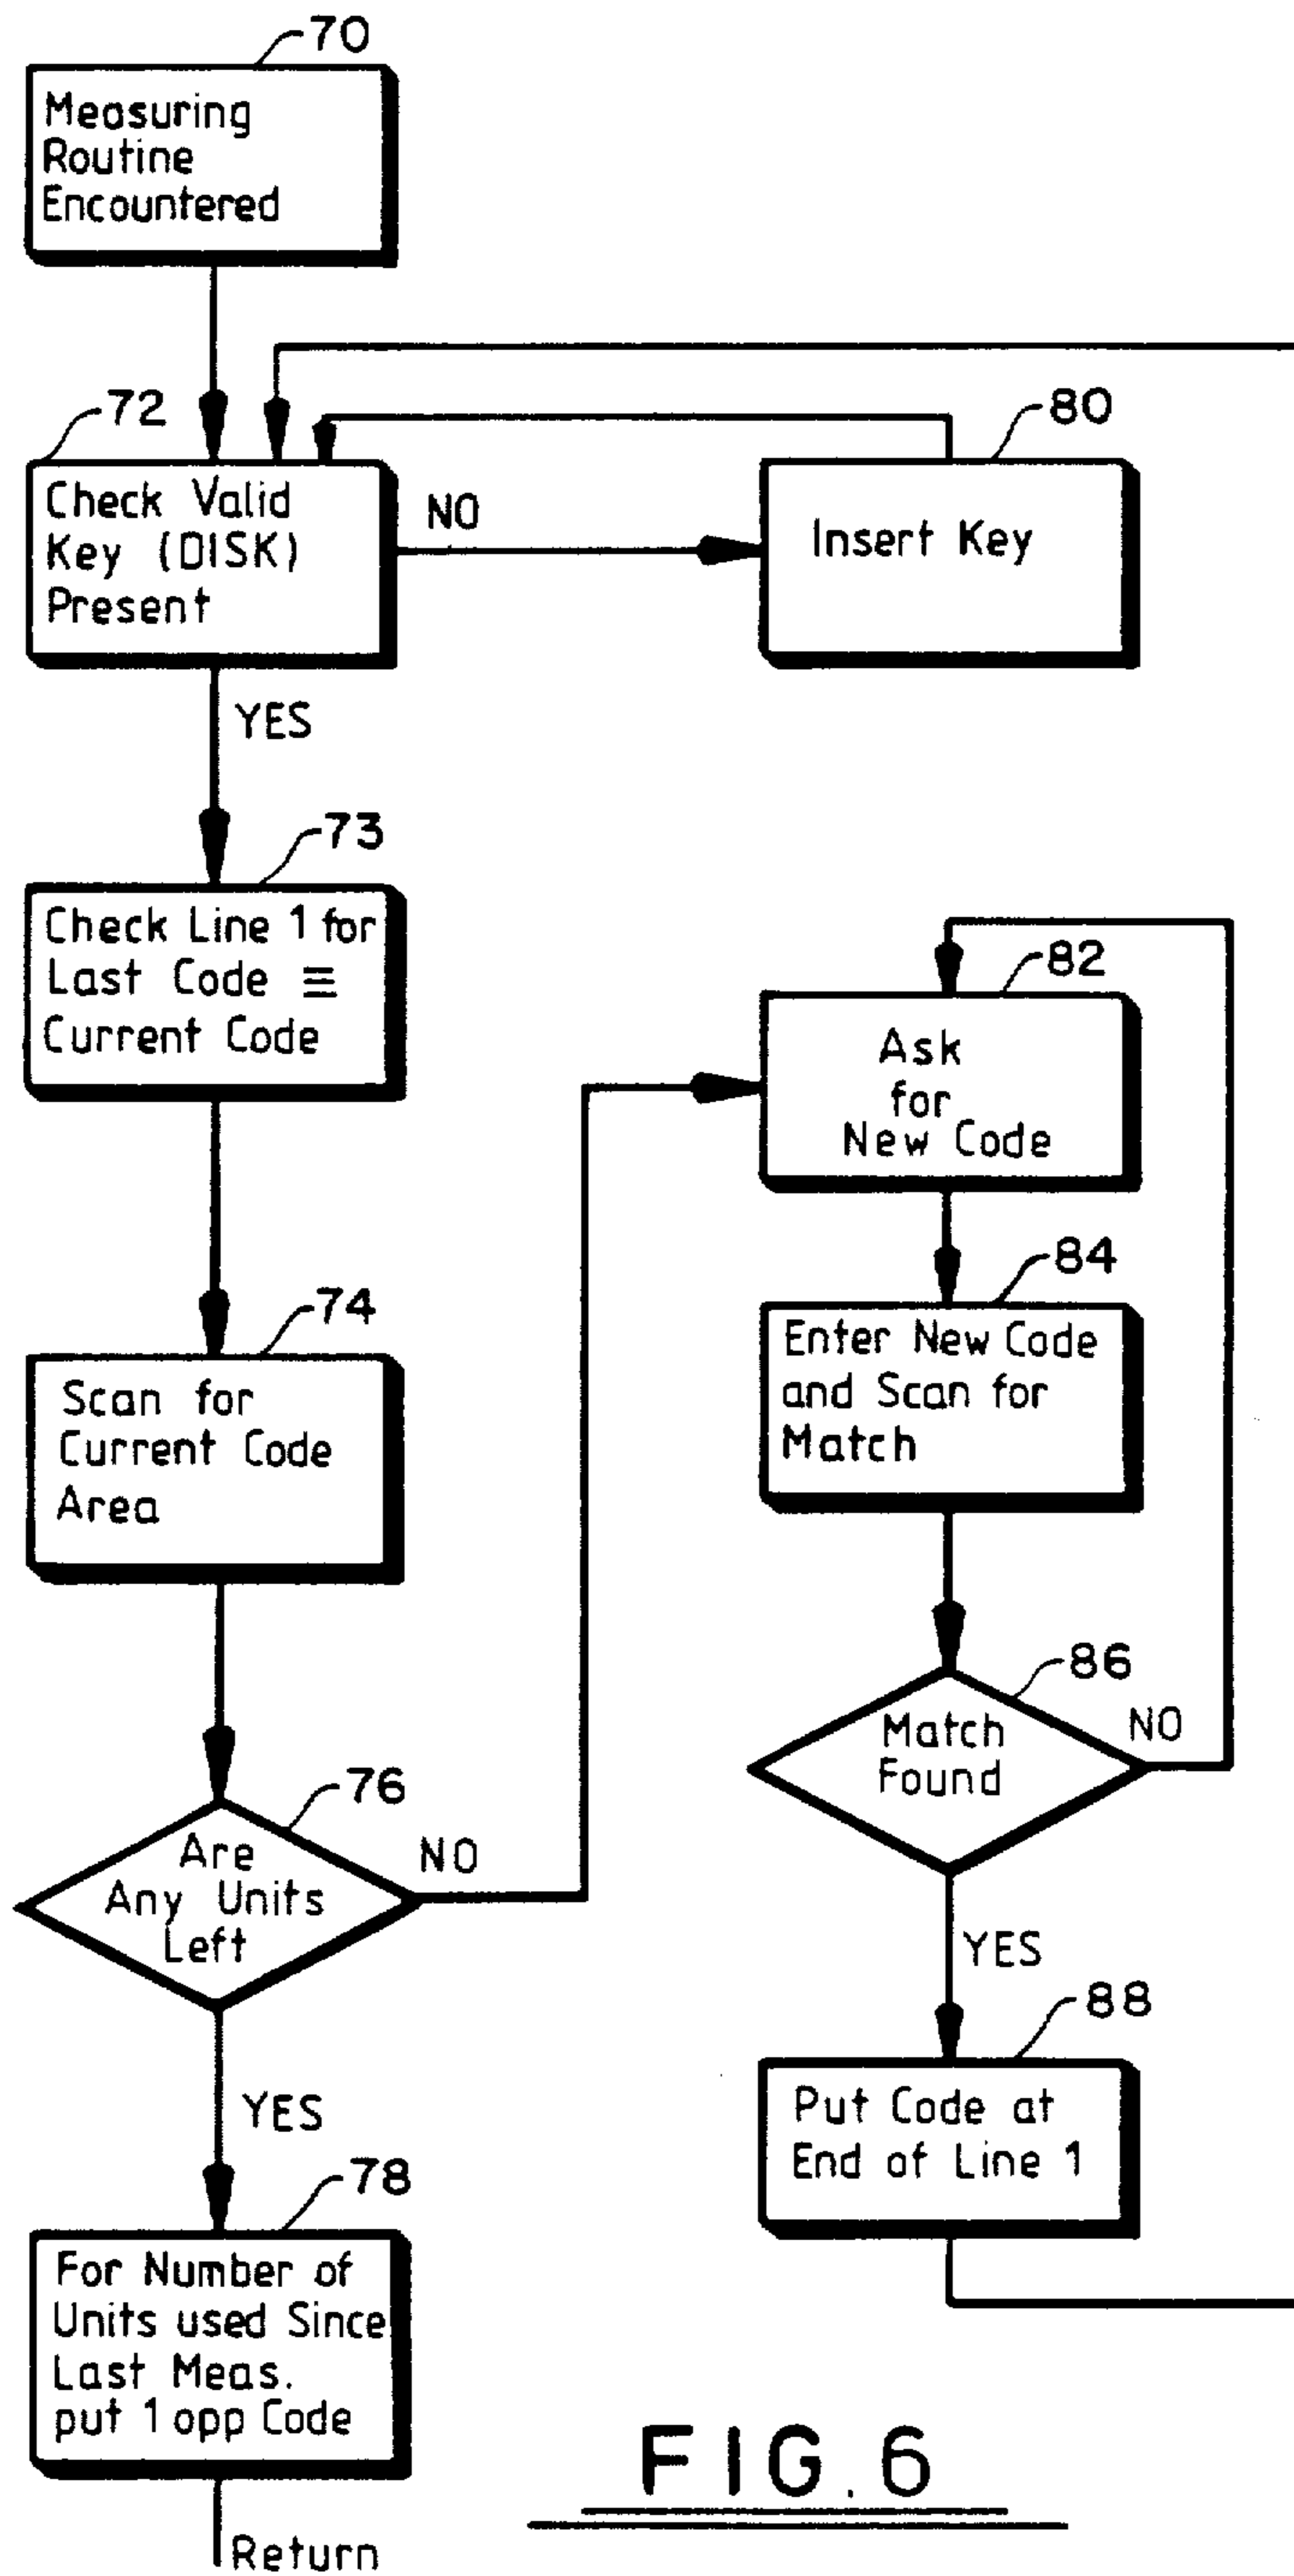 70
Measuring
Routine
Encountered
72
Check Valid
Key (DISK)
Present
NO
80
Insert Key
YES
73
Check Line 1 for
Last Code ≡
Current Code
74
Scan for
Current Code
Area
76
Are
Any Units
Left
NO
YES
78
For Number of
Units used Since
Last Meas.
put 1 opp Code
Return
82
Ask
for
New Code
84
Enter New Code
and Scan for
Match
86
Match
Found
NO
YES
88
Put Code at
End of Line 1
FIG. 6